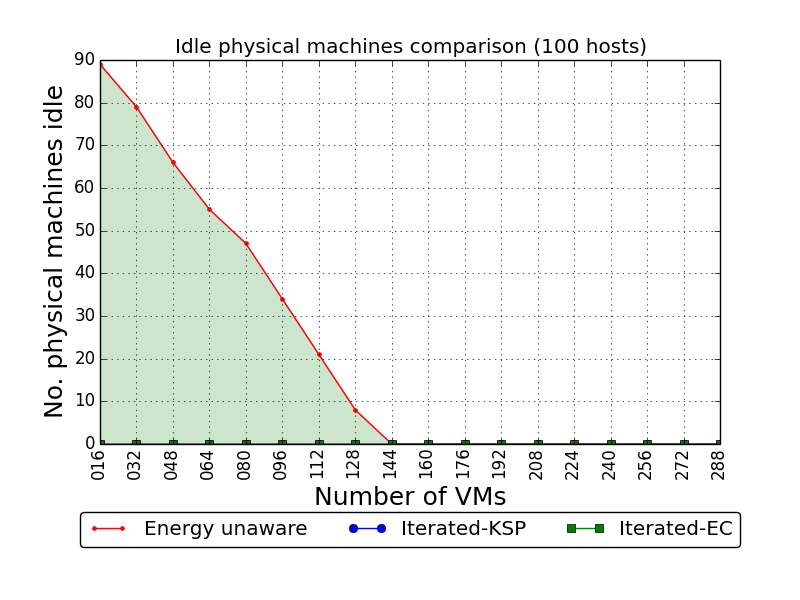 Idle physical machines comparison (100 hosts)
No. physical machines idle
90
80
70
60
50
40
30
20
10
0
016 032 048 064 080 096 112 128 144 160 176 192 208 224 240 256 272 288
Number of VMs
Energy unaware Iterated-KSP Iterated-EC